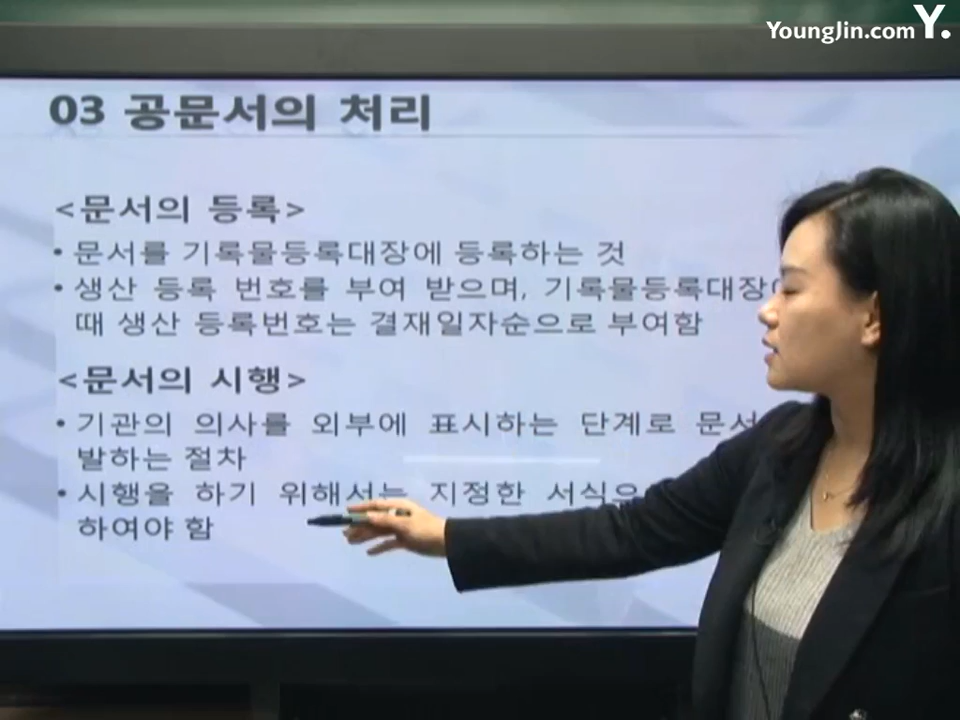 YoungJin.com Y.
03 공문서의 처리
<문서의 등록>
• 문서를 기록물등록대장에 등록하는 것
• 생산 등록 번호를 부여 받으며, 기록물등록대장
때 생산 등록번호는 결재일자순으로 부여함
<문서의 시행>
• 기관의 의사를 외부에 표시하는 단계로 문서
발하는 절차
• 시행을 하기 위해서는 지정한 서식으
하여야 함